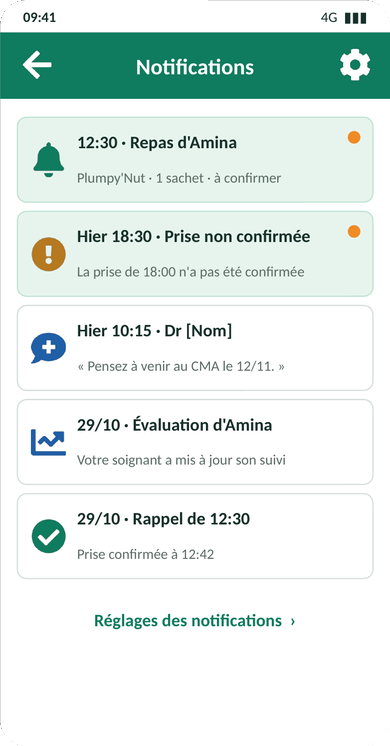 09:41 4G
Notifications
12:30 · Repas d'Amina
Plumpy'Nut · 1 sachet · à confirmer
Hier 18:30 · Prise non confirmée
La prise de 18:00 n'a pas été confirmée
Hier 10:15 · Dr [Nom]
« Pensez à venir au CMA le 12/11. »
29/10 · Évaluation d'Amina
Votre soignant a mis à jour son suivi
29/10 · Rappel de 12:30
Prise confirmée à 12:42
Réglages des notifications ›